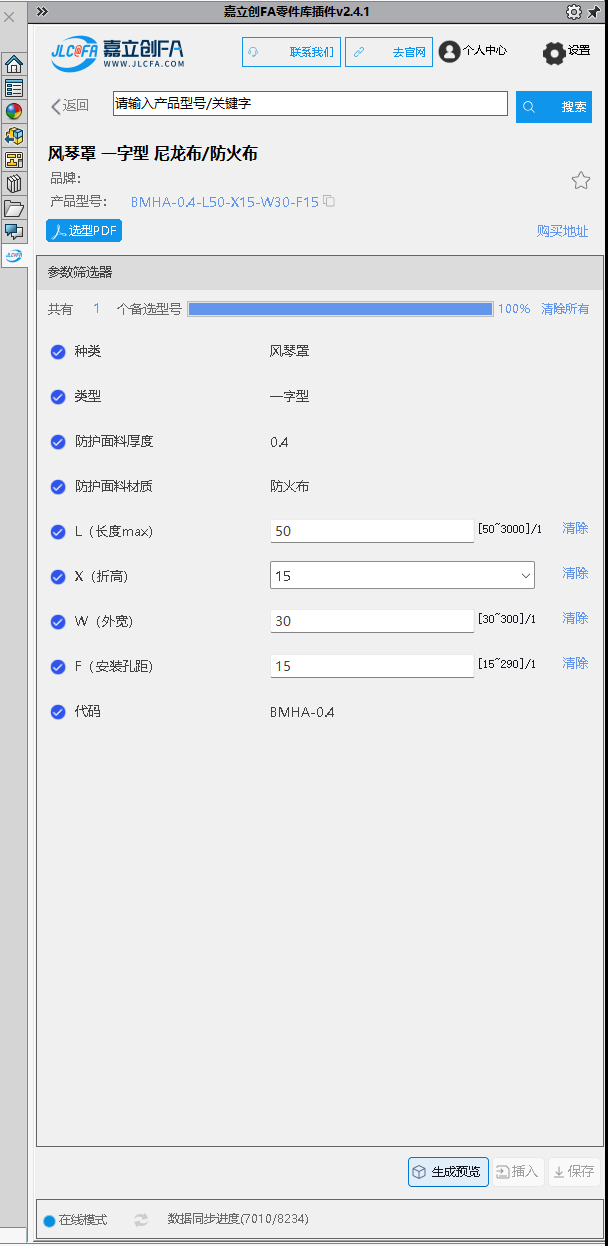 嘉立创FA零件库插件v2.4.1
JLC@FA 嘉立创FA
WWW.JLCFA.COM
联系我们 去官网 个人中心 设置
返回 请输入产品型号/关键字 搜索
风琴罩 一字型 尼龙布/防火布
品牌:
产品型号: BMHA-0.4-L50-X15-W30-F15
选型PDF 购买地址
参数筛选器
共有 1 个备选型号 100% 清除所有
种类 风琴罩
类型 一字型
防护面料厚度 0.4
防护面料材质 防火布
L（长度max） 50 [50~3000]/1 清除
X（折高） 15 清除
W（外宽） 30 [30~300]/1 清除
F（安装孔距） 15 [15~290]/1 清除
代码 BMHA-0.4
生成预览 插入 保存
在线模式 数据同步进度(7010/8234)